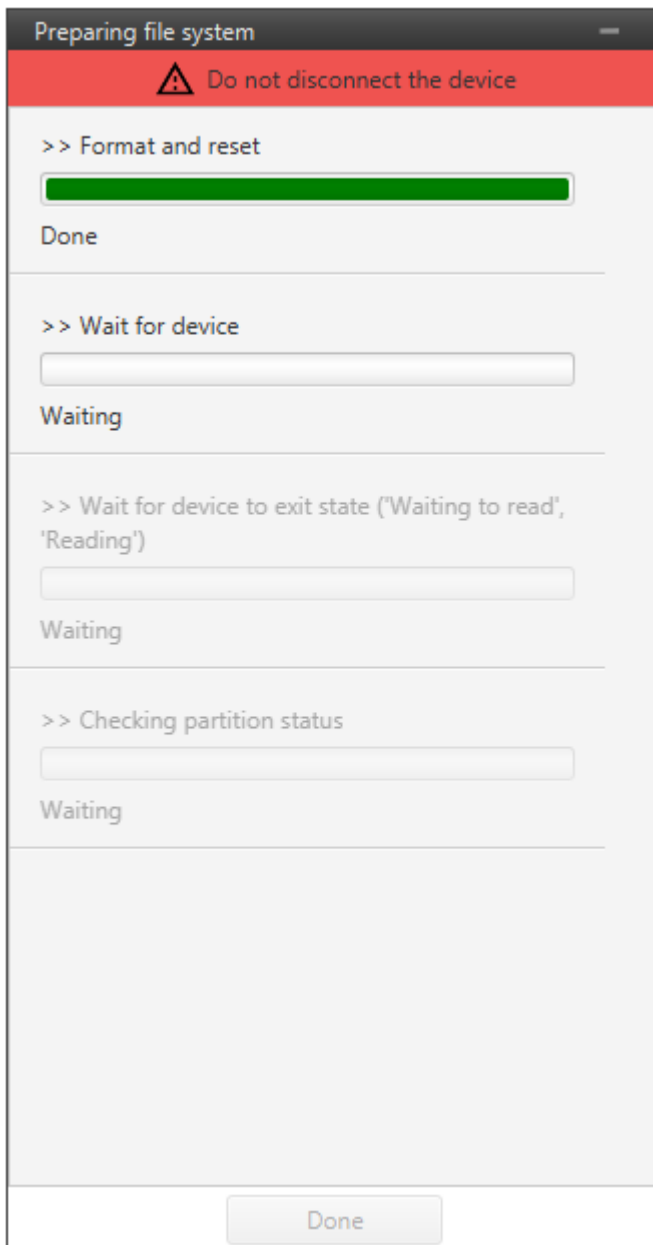 Preparing file system
Do not disconnect the device
>> Format and reset
Done
>> Wait for device
Waiting
>> Wait for device to exit state ('Waiting to read',
'Reading')
Waiting
>> Checking partition status
Waiting
Done